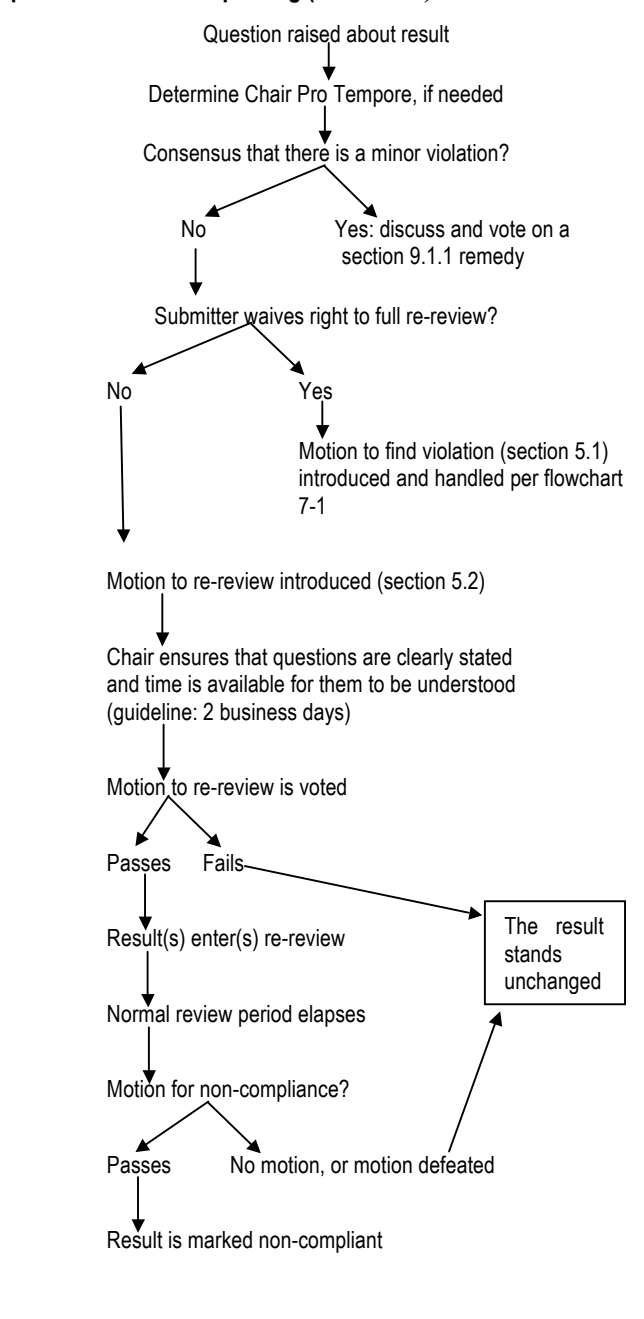 Question raised about result
Determine Chair Pro Tempore, if needed
Consensus that there is a minor violation?
No
Yes: discuss and vote on a
section 9.1.1 remedy
Submitter waives right to full re-review?
No
Yes
Motion to find violation (section 5.1)
introduced and handled per flowchart
7-1
Motion to re-review introduced (section 5.2)
Chair ensures that questions are clearly stated
and time is available for them to be understood
(guideline: 2 business days)
Motion to re-review is voted
Passes
Fails
The result
stands
unchanged
Result(s) enter(s) re-review
Normal review period elapses
Motion for non-compliance?
Passes
No motion, or motion defeated
Result is marked non-compliant